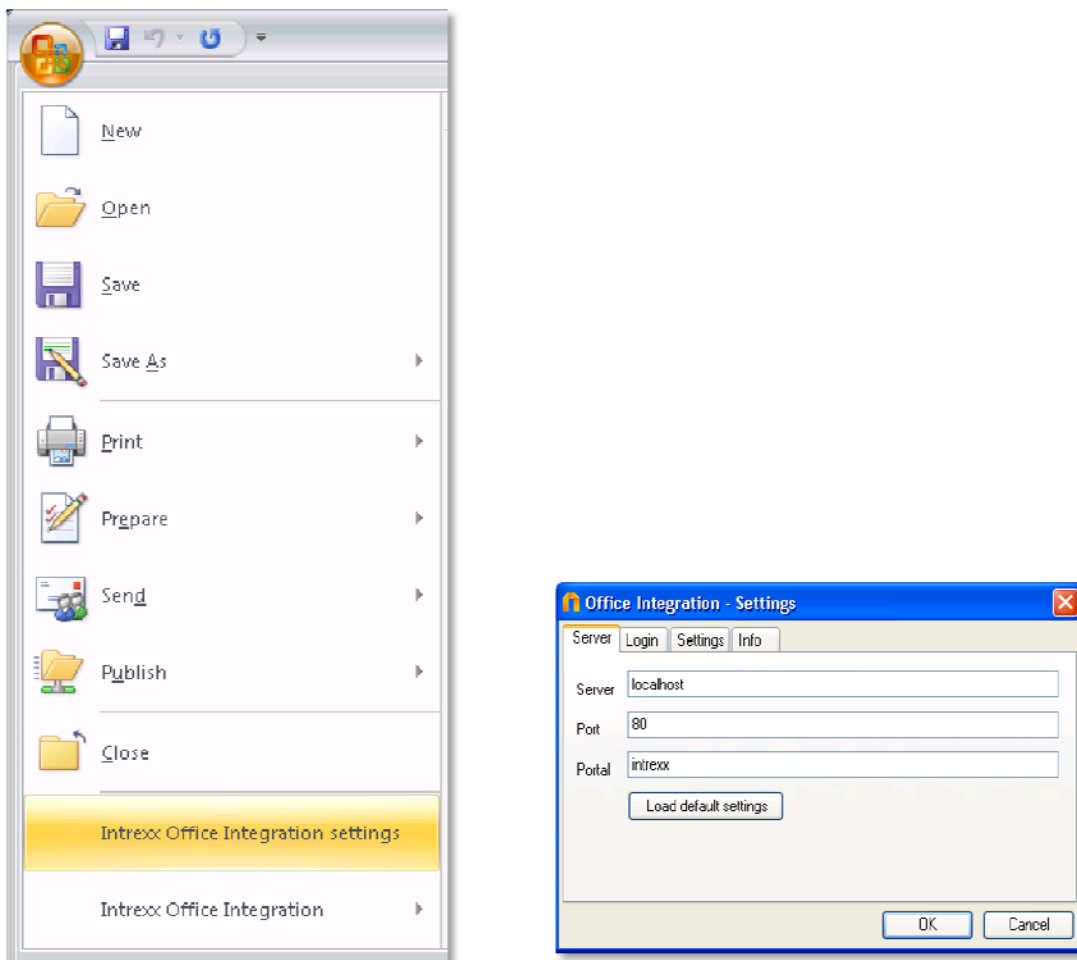 New
Open
Save
Save As
Print
Prepare
Send
Publish
Close
Intrexx Office Integration settings
Intrexx Office Integration
Office Integration - Settings
Server Login Settings Info
Server localhost
Port 80
Portal intrexx
Load default settings
OK Cancel